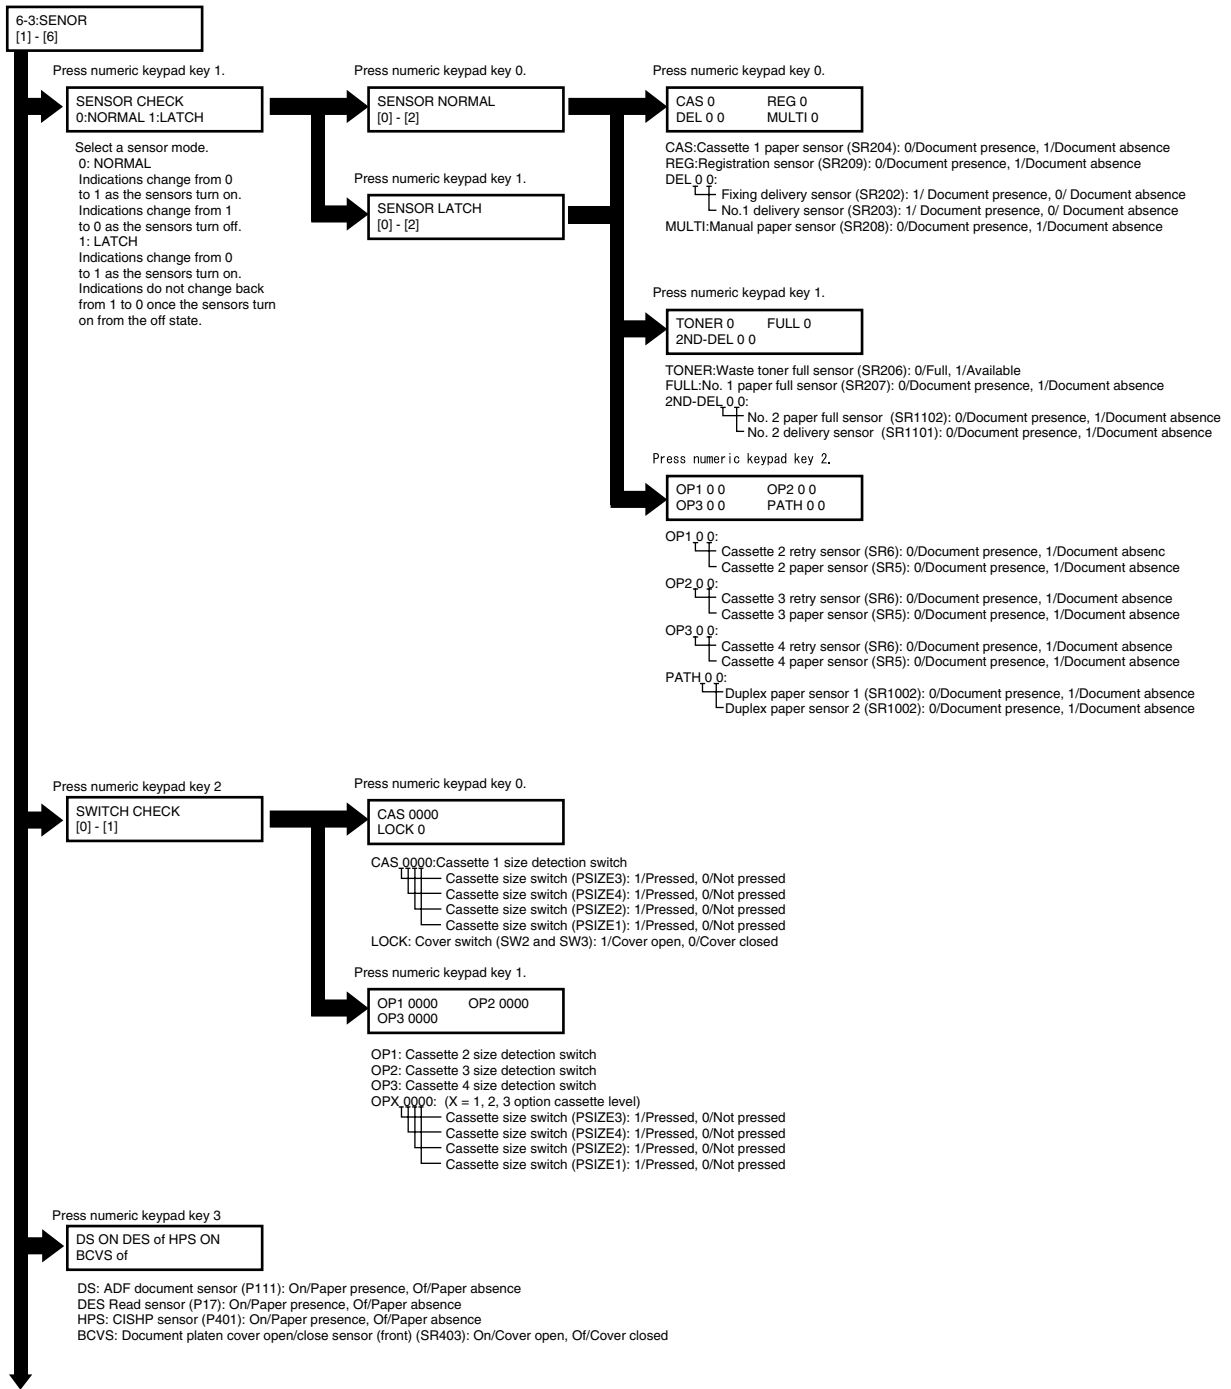 6-3:SENOR
[1] - [6]
Press numeric keypad key 1.
SENSOR CHECK
0:NORMAL 1:LATCH
Select a sensor mode.
0: NORMAL
Indications change from 0
to 1 as the sensors turn on.
Indications change from 1
to 0 as the sensors turn off.
1: LATCH
Indications change from 0
to 1 as the sensors turn on.
Indications do not change back
from 1 to 0 once the sensors turn
on from the off state.
Press numeric keypad key 0.
SENSOR NORMAL
[0] - [2]
Press numeric keypad key 1.
SENSOR LATCH
[0] - [2]
Press numeric keypad key 0.
CAS 0 REG 0
DEL 0 0 MULTI 0
CAS:Cassette 1 paper sensor (SR204): 0/Document presence, 1/Document absence
REG:Registration sensor (SR209): 0/Document presence, 1/Document absence
DEL 0 0:
Fixing delivery sensor (SR202): 1/ Document presence, 0/ Document absence
No.1 delivery sensor (SR203): 1/ Document presence, 0/ Document absence
MULTI:Manual paper sensor (SR208): 0/Document presence, 1/Document absence
Press numeric keypad key 1.
TONER 0 FULL 0
2ND-DEL 0 0
TONER:Waste toner full sensor (SR206): 0/Full, 1/Available
FULL:No. 1 paper full sensor (SR207): 0/Document presence, 1/Document absence
2ND-DEL 0 0:
No. 2 paper full sensor (SR1102): 0/Document presence, 1/Document absence
No. 2 delivery sensor (SR1101): 0/Document presence, 1/Document absence
Press numeric keypad key 2.
OP1 0 0 OP2 0 0
OP3 0 0 PATH 0 0
OP1 0 0:
Cassette 2 retry sensor (SR6): 0/Document presence, 1/Document absenc
Cassette 2 paper sensor (SR5): 0/Document presence, 1/Document absence
OP2 0 0:
Cassette 3 retry sensor (SR6): 0/Document presence, 1/Document absence
Cassette 3 paper sensor (SR5): 0/Document presence, 1/Document absence
OP3 0 0:
Cassette 4 retry sensor (SR6): 0/Document presence, 1/Document absence
Cassette 4 paper sensor (SR5): 0/Document presence, 1/Document absence
PATH 0 0:
Duplex paper sensor 1 (SR1002): 0/Document presence, 1/Document absence
Duplex paper sensor 2 (SR1002): 0/Document presence, 1/Document absence
Press numeric keypad key 2
SWITCH CHECK
[0] - [1]
Press numeric keypad key 0.
CAS 0000
LOCK 0
CAS 0000:Cassette 1 size detection switch
Cassette size switch (PSIZE3): 1/Pressed, 0/Not pressed
Cassette size switch (PSIZE4): 1/Pressed, 0/Not pressed
Cassette size switch (PSIZE2): 1/Pressed, 0/Not pressed
Cassette size switch (PSIZE1): 1/Pressed, 0/Not pressed
LOCK: Cover switch (SW2 and SW3): 1/Cover open, 0/Cover closed
Press numeric keypad key 1.
OP1 0000 OP2 0000
OP3 0000
OP1: Cassette 2 size detection switch
OP2: Cassette 3 size detection switch
OP3: Cassette 4 size detection switch
OPX 0000: (X = 1, 2, 3 option cassette level)
Cassette size switch (PSIZE3): 1/Pressed, 0/Not pressed
Cassette size switch (PSIZE4): 1/Pressed, 0/Not pressed
Cassette size switch (PSIZE2): 1/Pressed, 0/Not pressed
Cassette size switch (PSIZE1): 1/Pressed, 0/Not pressed
Press numeric keypad key 3
DS ON DES of HPS ON
BCVS of
DS: ADF document sensor (P111): On/Paper presence, Of/Paper absence
DES Read sensor (P17): On/Paper presence, Of/Paper absence
HPS: CISHP sensor (P401): On/Paper presence, Of/Paper absence
BCVS: Document platen cover open/close sensor (front) (SR403): On/Cover open, Of/Cover closed